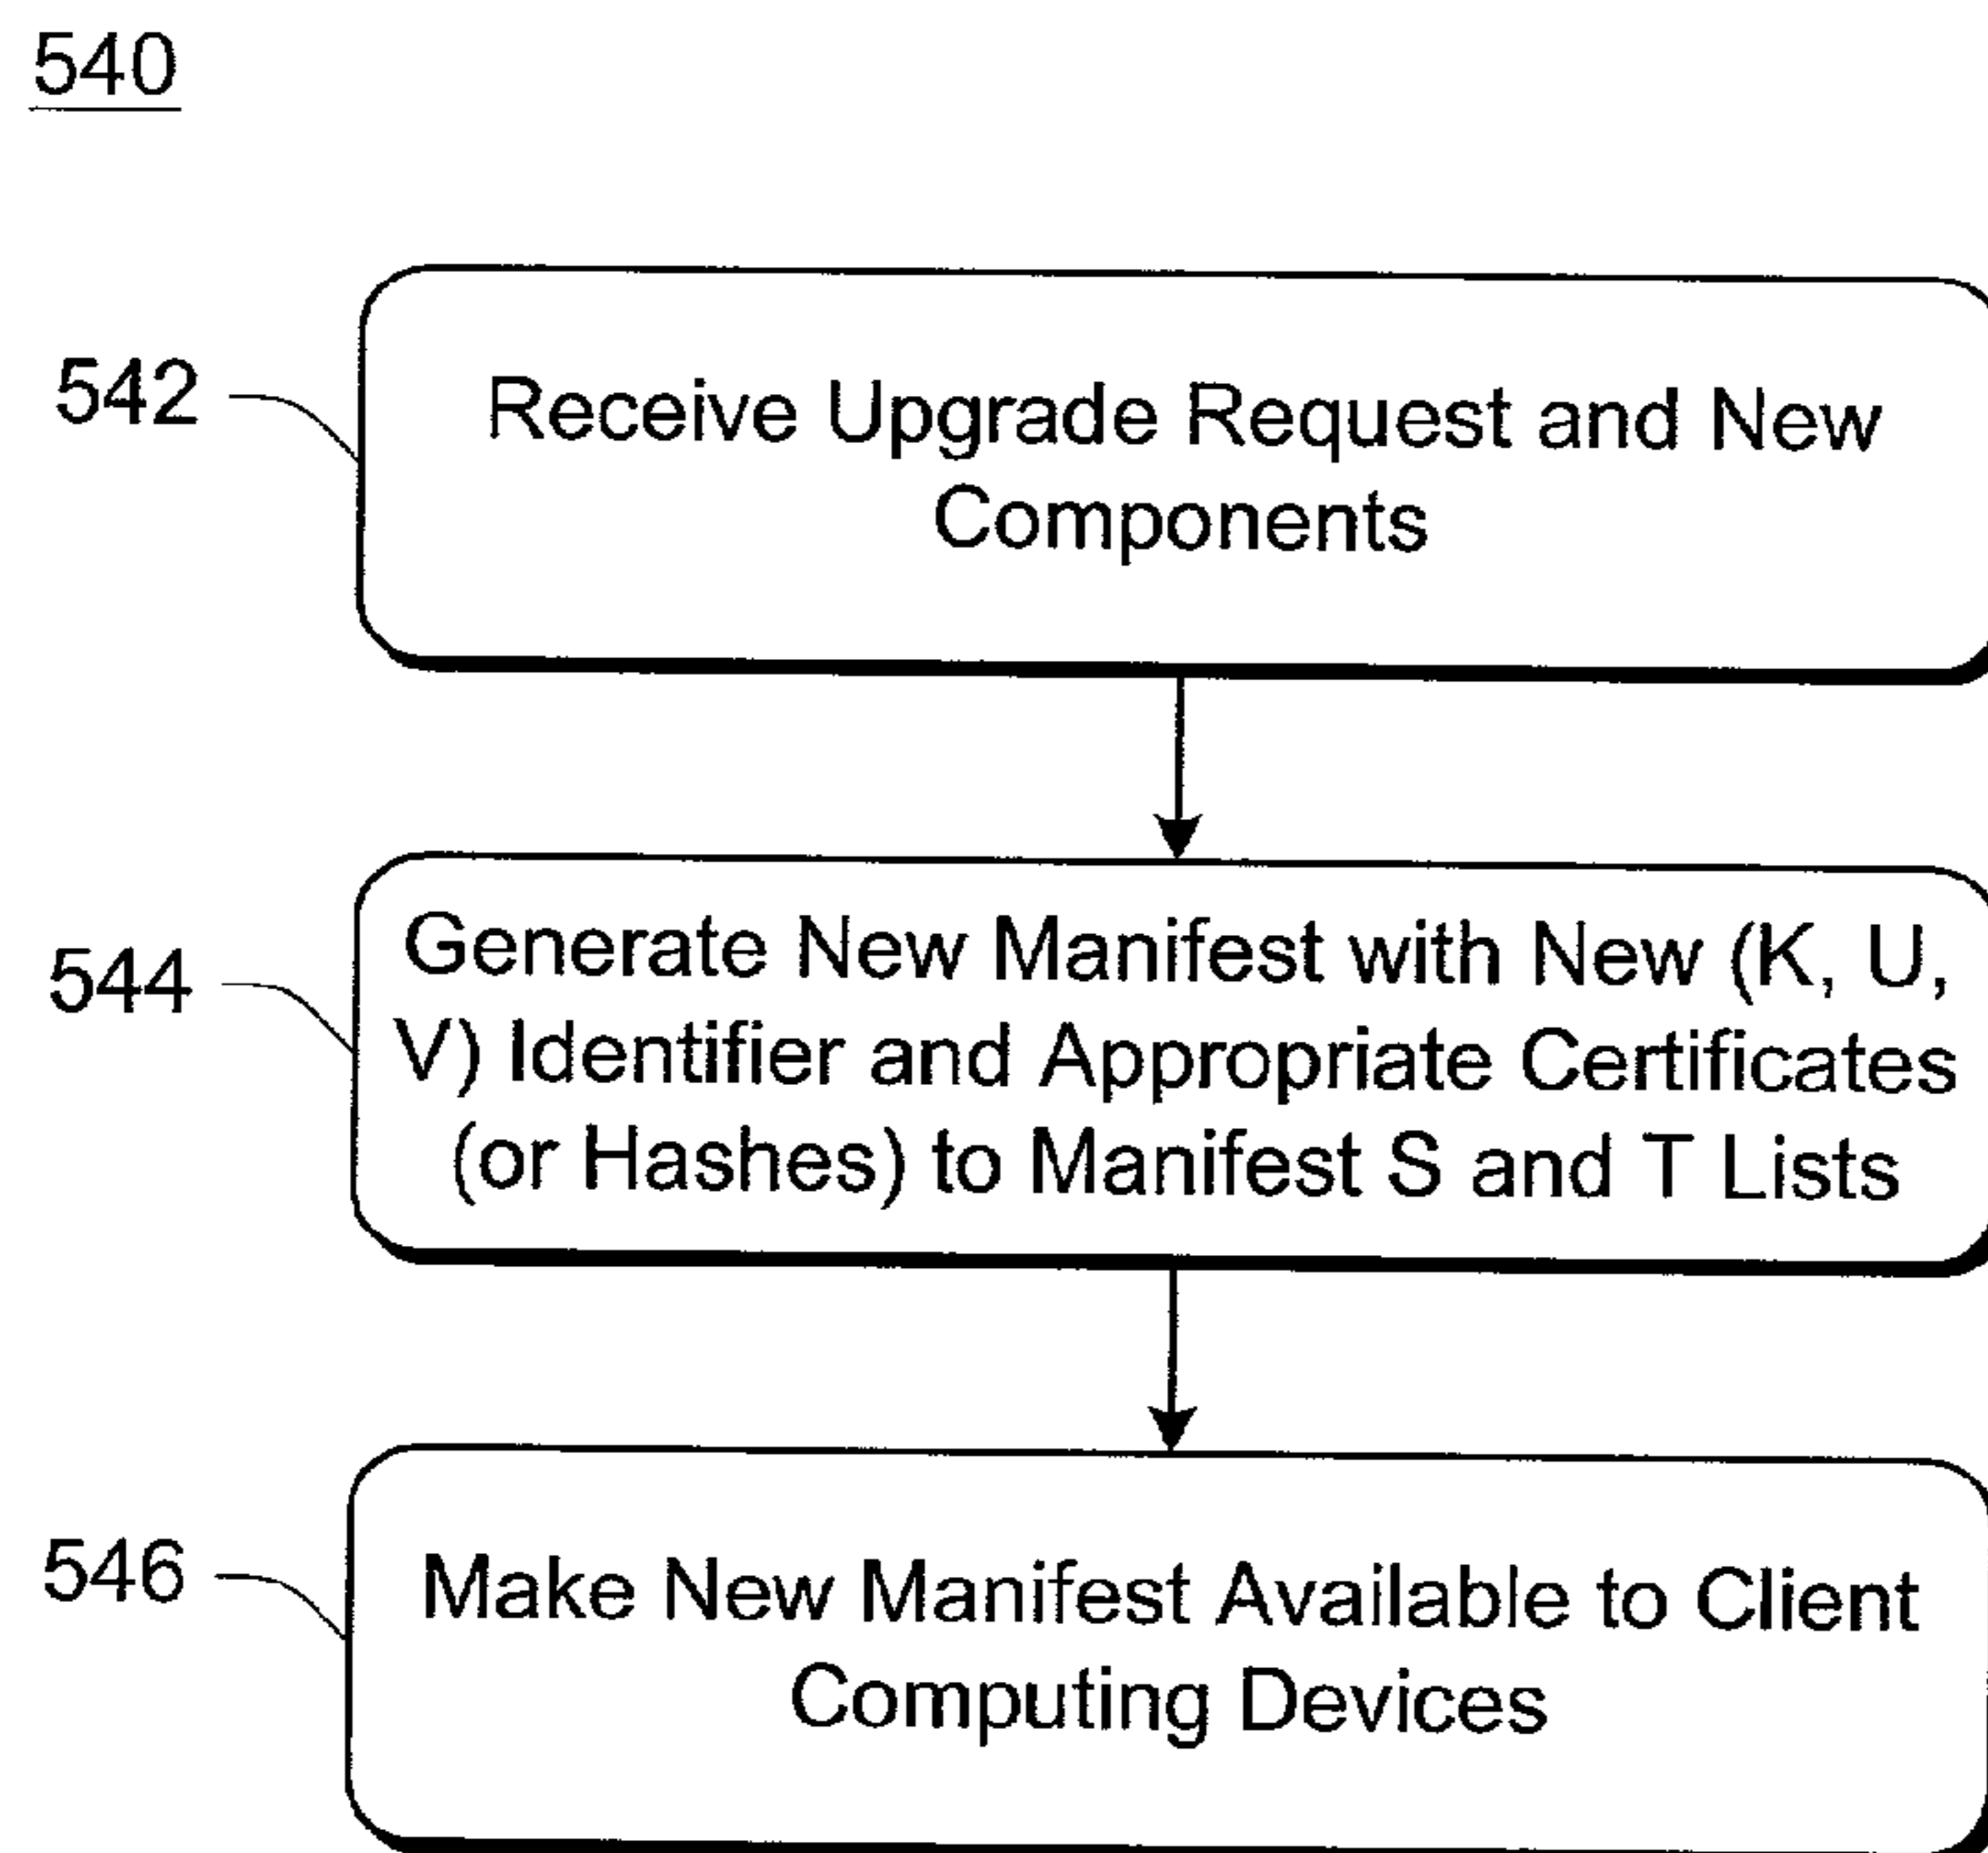 540
542
Receive Upgrade Request and New
Components
544
Generate New Manifest with New (K, U,
V) Identifier and Appropriate Certificates
(or Hashes) to Manifest S and T Lists
546
Make New Manifest Available to Client
Computing Devices